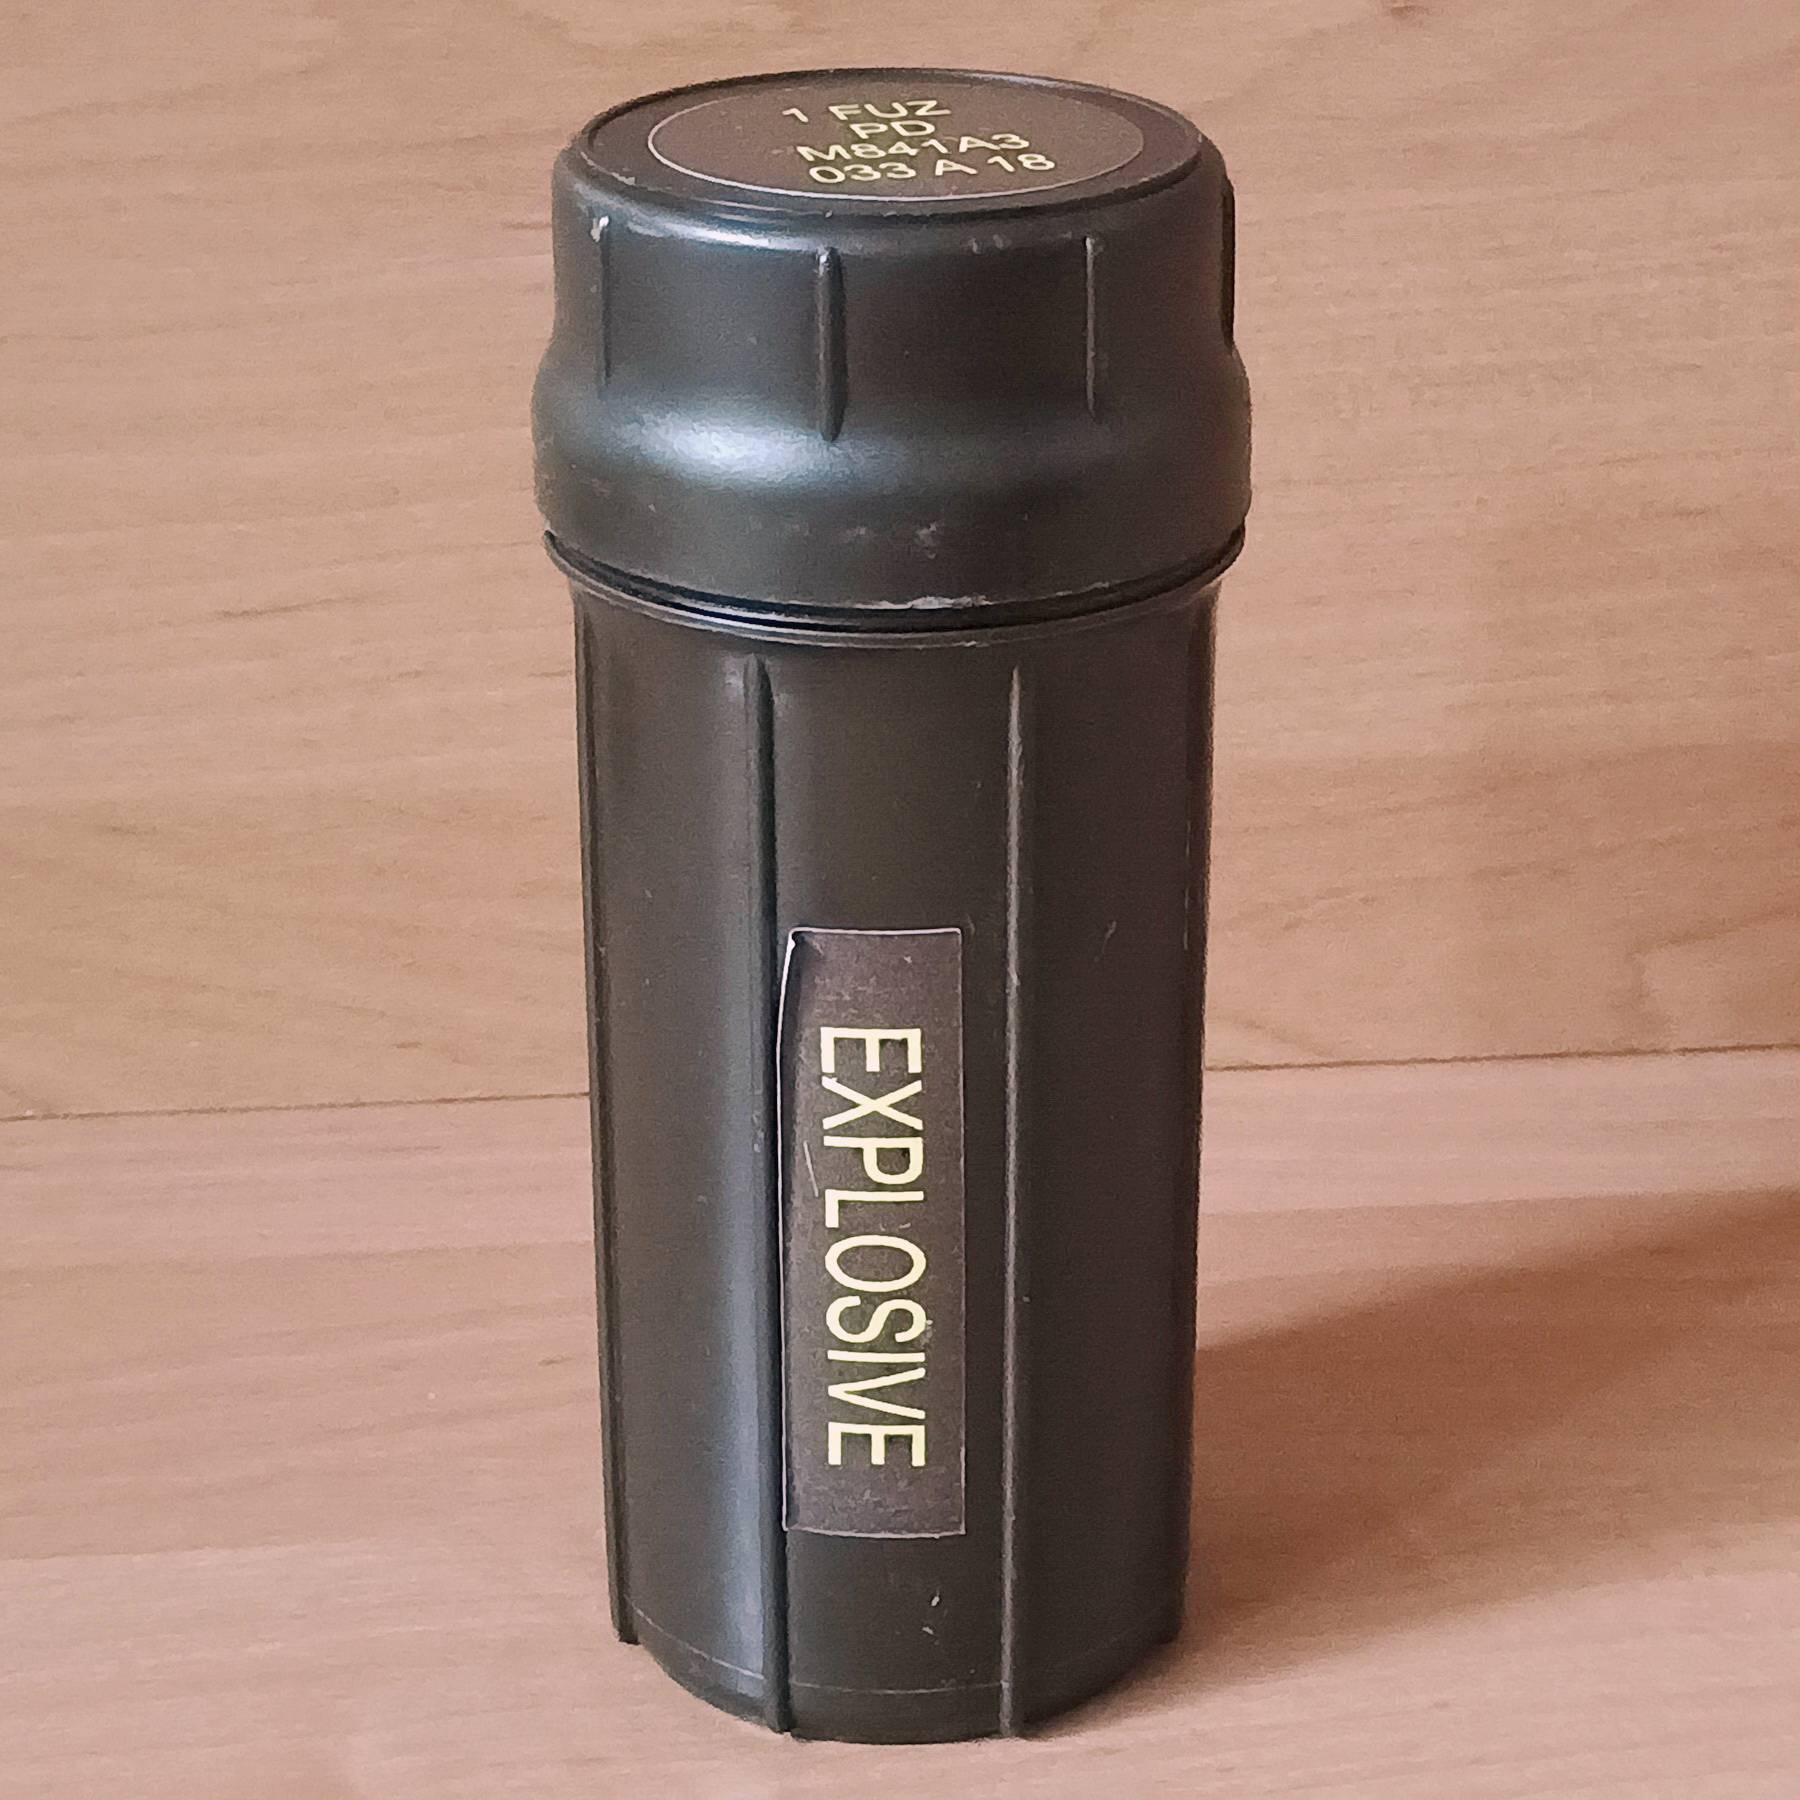 1 FUZ
PD
M841A3
033 A 18
EXPLOSIVE